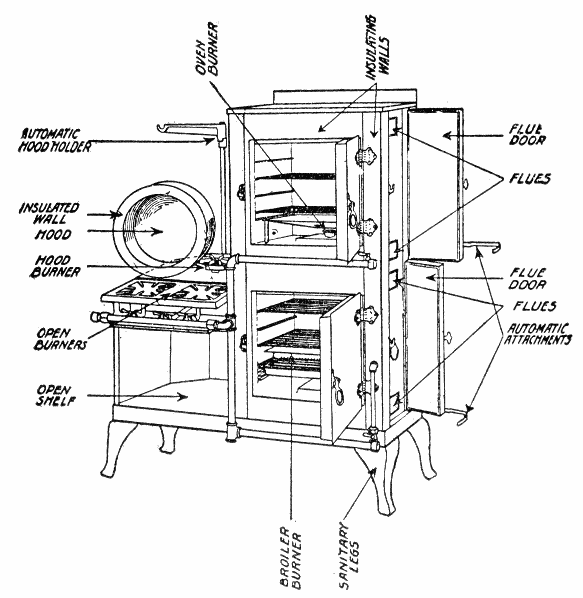 OVEN
BURNER
INSULATING
WALLS
AUTOMATIC
HOOD HOLDER
FLUE
DOOR
FLUES
INSULATED
WALL
HOOD
HOOD
BURNER
FLUE
DOOR
FLUES
OPEN
BURNERS
AUTOMATIC
ATTACHMENTS
OPEN
SHELF
BROILER
BURNER
SANITARY
LEGS